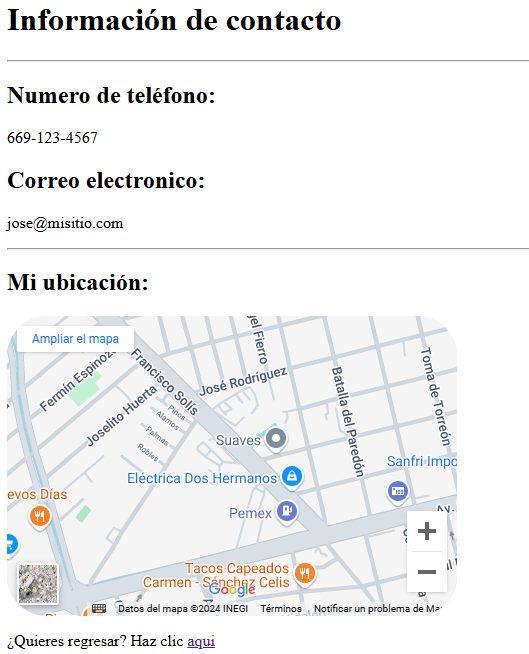 Información de contacto
Numero de teléfono:
669-123-4567
Correo electronico:
jose@misitio.com
Mi ubicación:
Ampliar el mapa
el Fierro
Fermín Espinoza
Francisco Solís
José Rodríguez
Toma de Torreón
Batalla del Paredón
Joselito Huerta
Pinos
Alamos
Palmas
Robles
Suaves
Eléctrica Dos Hermanos
Sanfri Impo
evos Días
Pemex
Av.
Tacos Capeados
Carmen - Sánchez Celis
Google
Datos del mapa ©2024 INEGI
Términos
Notificar un problema de Ma
¿Quieres regresar? Haz clic aqui